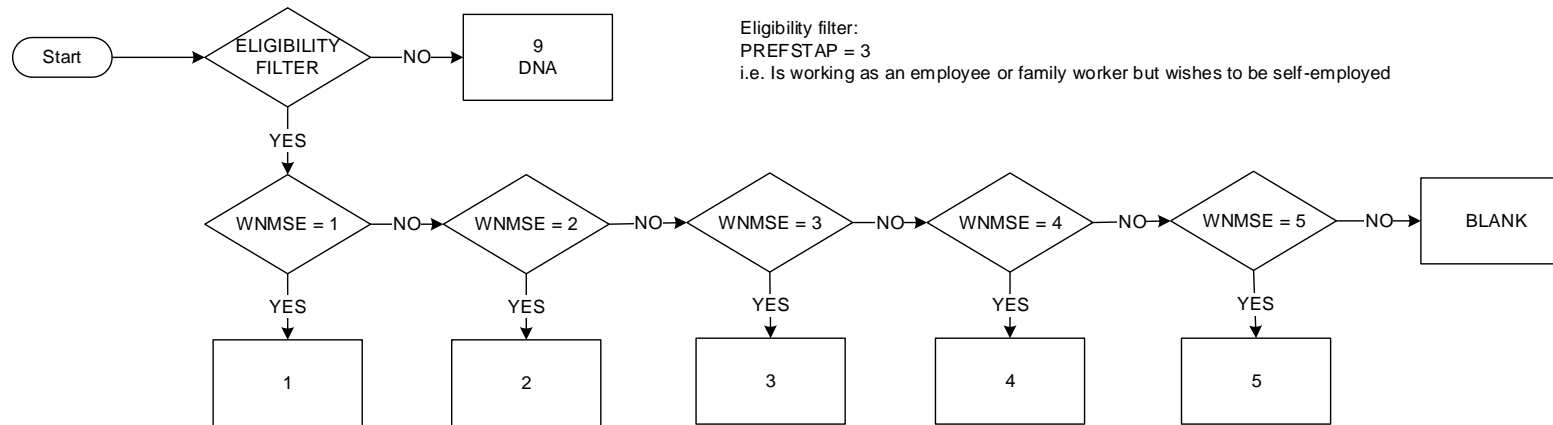 Start
ELIGIBILITY
FILTER
NO
9
DNA
Eligibility filter:
PREFSTAP = 3
i.e. Is working as an employee or family worker but wishes to be self-employed
YES
WNMSE = 1
NO
WNMSE = 2
NO
WNMSE = 3
NO
WNMSE = 4
NO
WNMSE = 5
NO
BLANK
YES
YES
YES
YES
YES
1
2
3
4
5